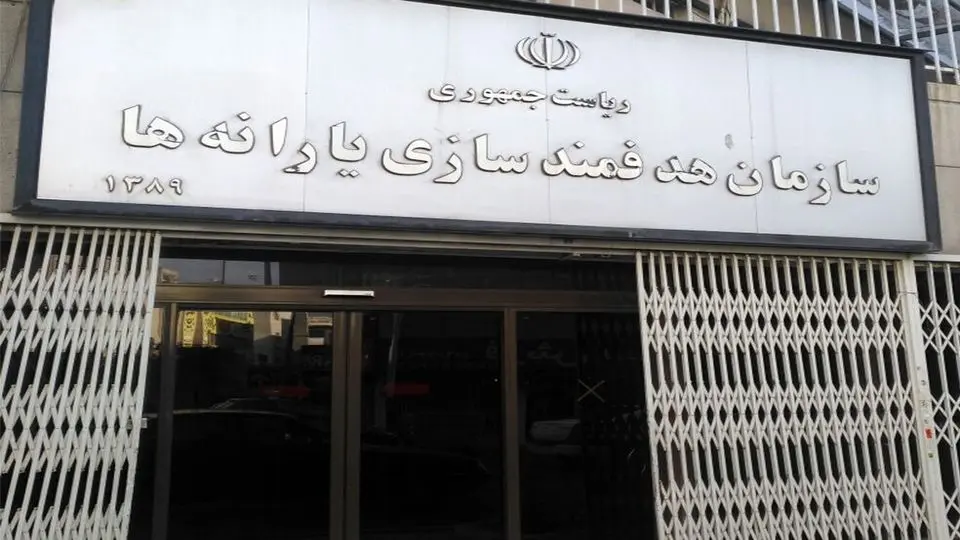 ریاست جمهوری
سازمان هدفمند سازی یارانه ها
۱۳۸۹